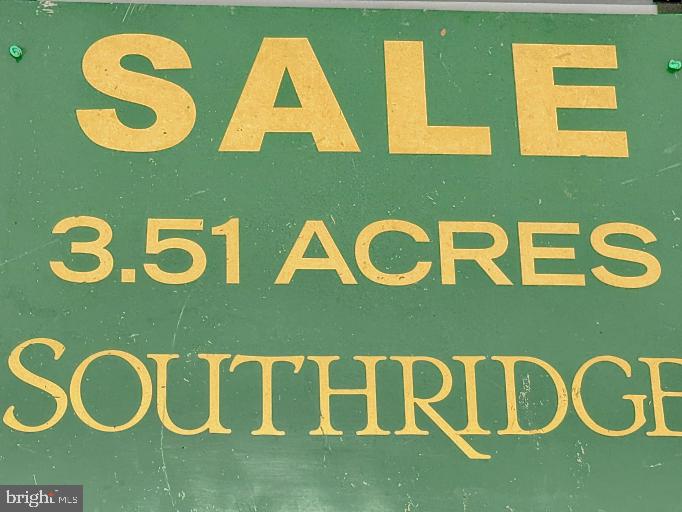 SALE
3.51 ACRES
SOUTHRIDGE
bright MLS